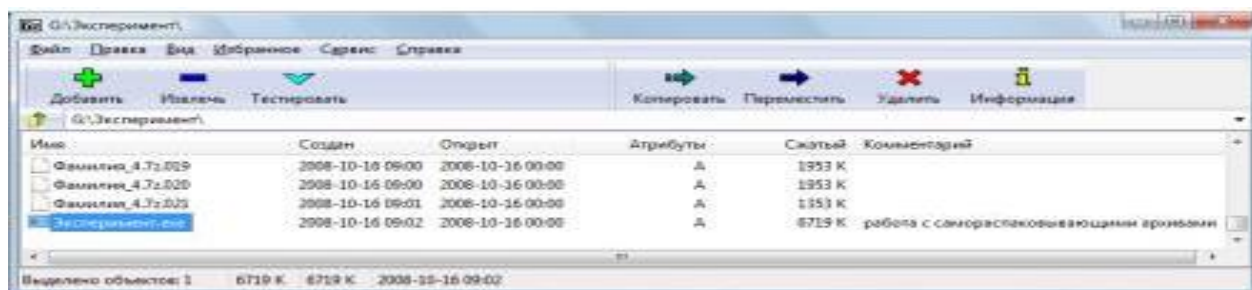 G:\Эксперимент\
Файл Правка Вид Избранное Сервис Справка
Добавить Извлечь Тестировать Копировать Переместить Удалить Информация
G:\Эксперимент\
Имя Создан Открыт Атрибуты Сжатый Комментарий
Фамилия_4.7z.019 2008-10-16 09:00 2008-10-16 00:00 A 1953 K
Фамилия_4.7z.020 2008-10-16 09:00 2008-10-16 00:00 A 1953 K
Фамилия_4.7z.021 2008-10-16 09:01 2008-10-16 00:00 A 1353 K
Эксперимент.exe 2008-10-16 09:02 2008-10-16 00:00 A 6719 K работа с самораспаковывающими архивами
Выделено объектов: 1 6719 K 6719 K 2008-10-16 09:02